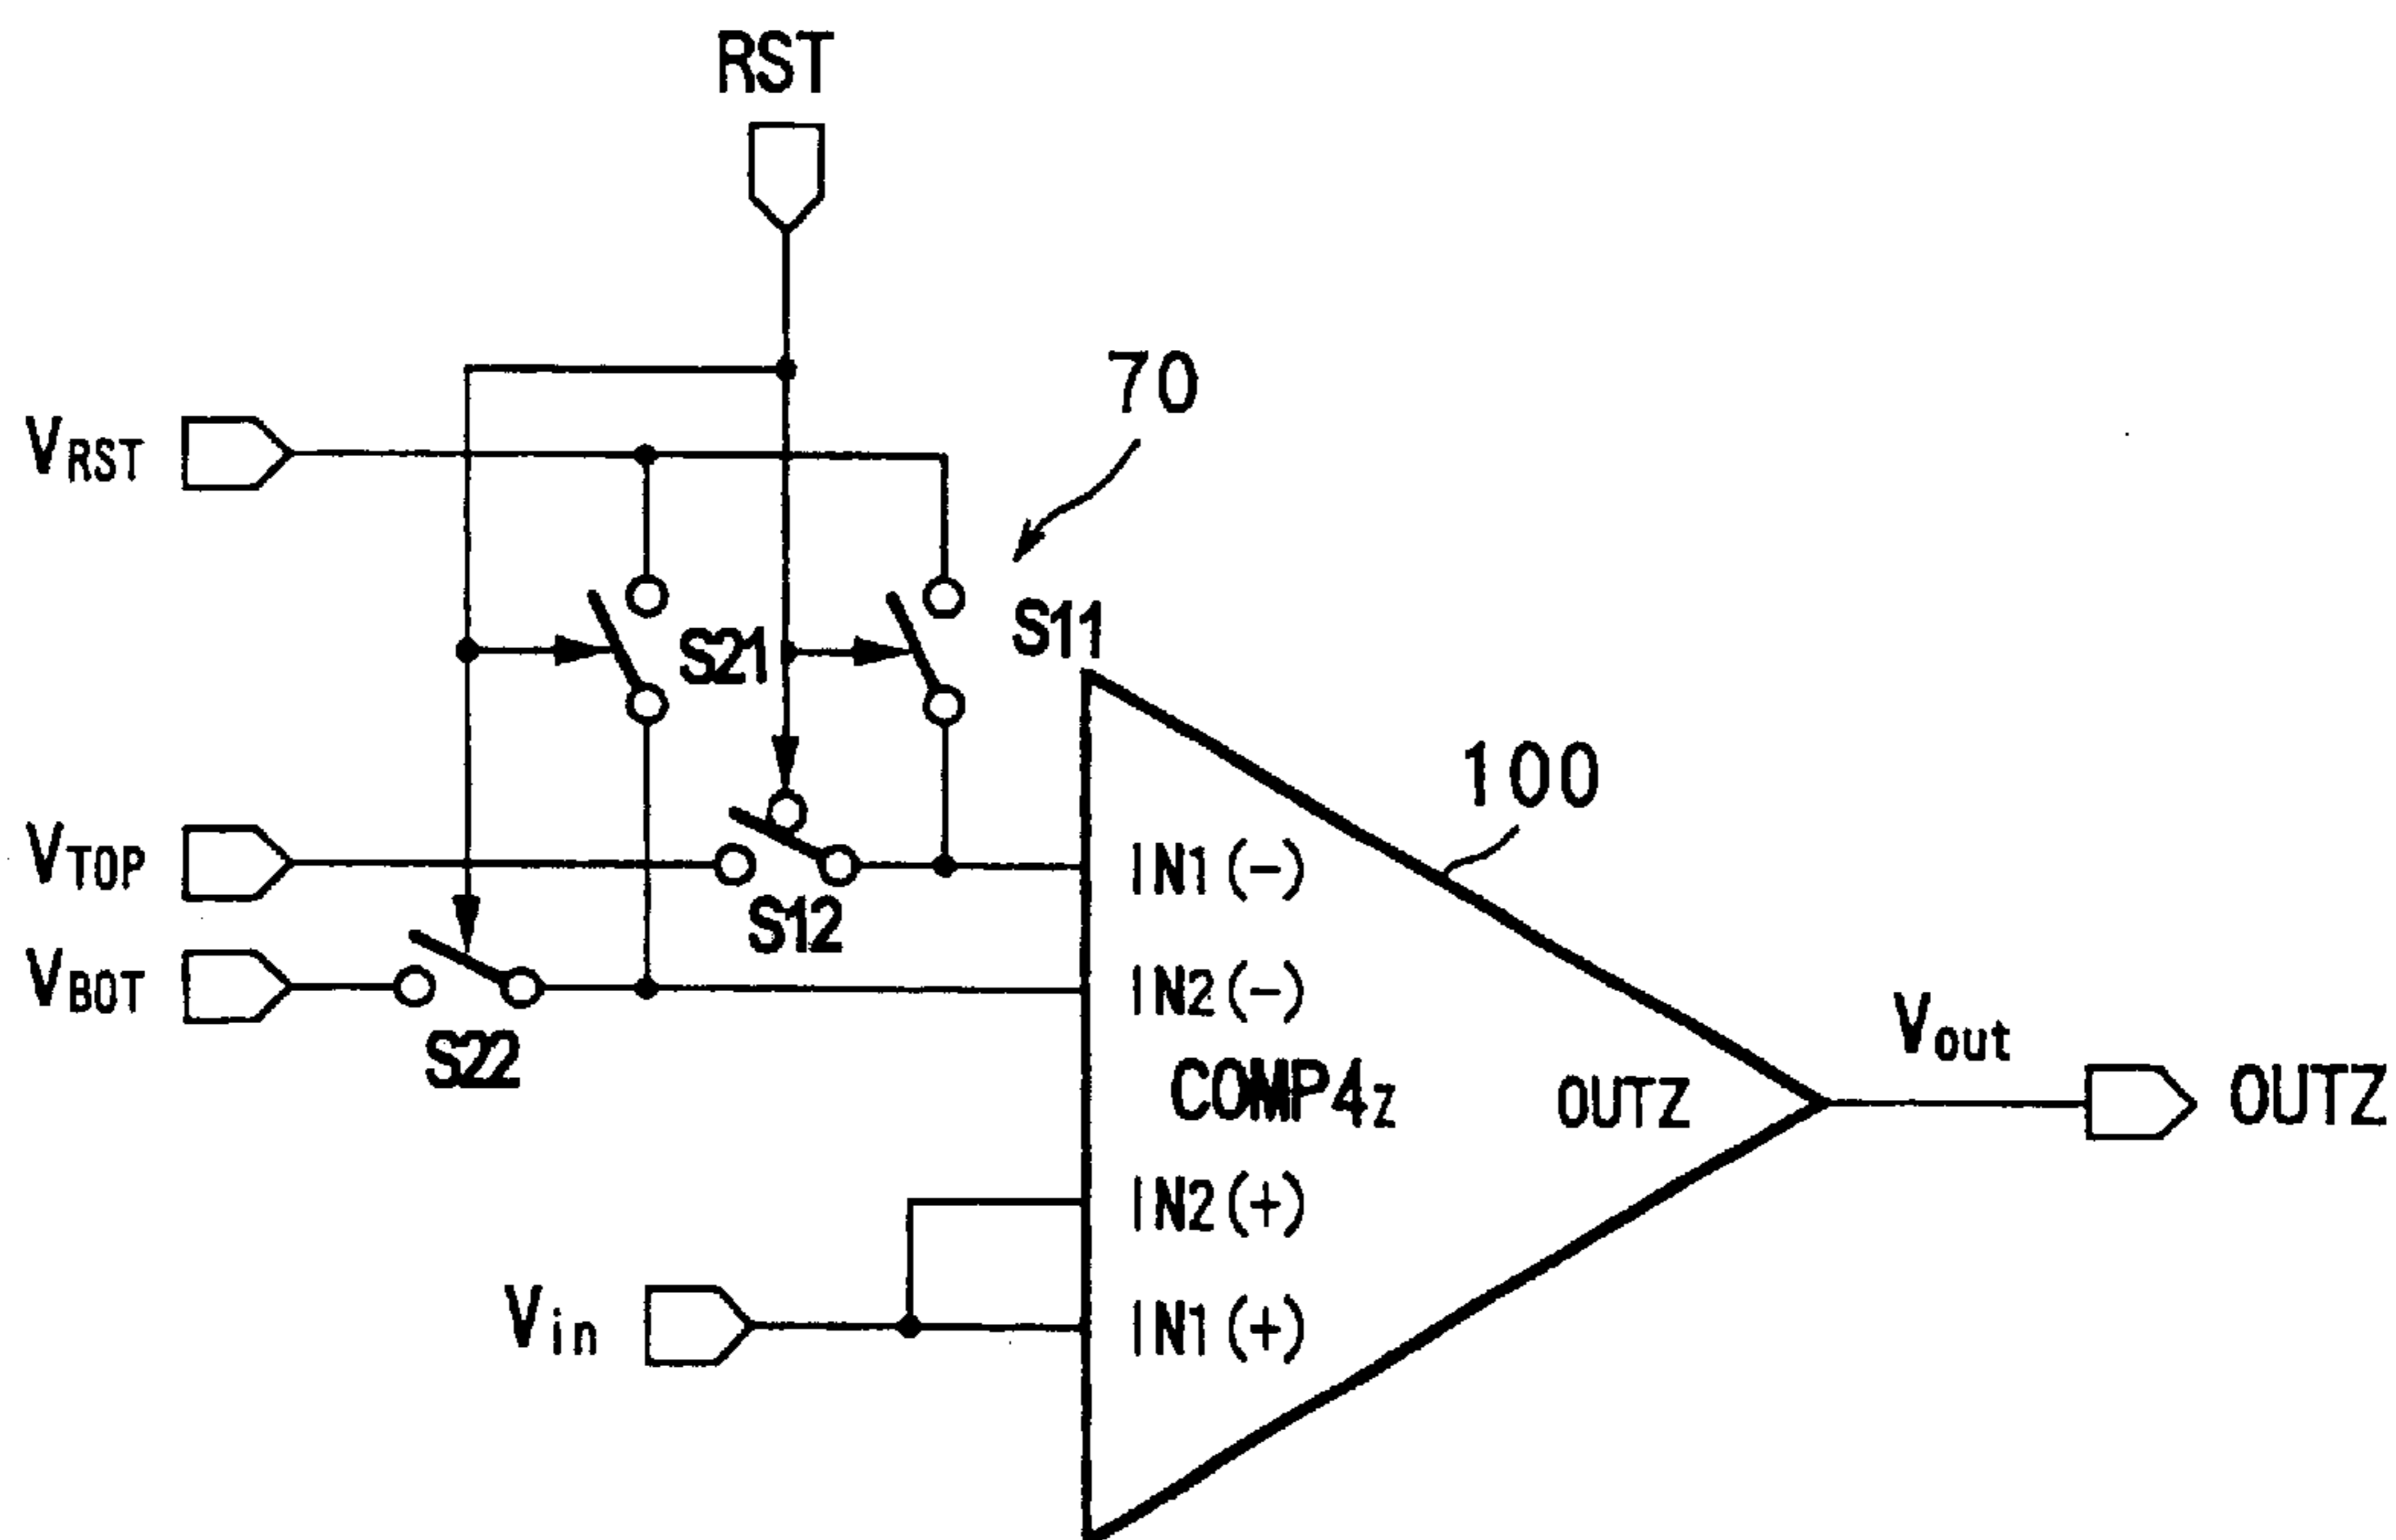 RST
70
VRST
S11
S21
100
VTOP
IN1(-)
S12
VBOT
IN2(-)
S22
Vout
COMP4z
OUTZ
OUTZ
IN2(+)
Vin
IN1(+)